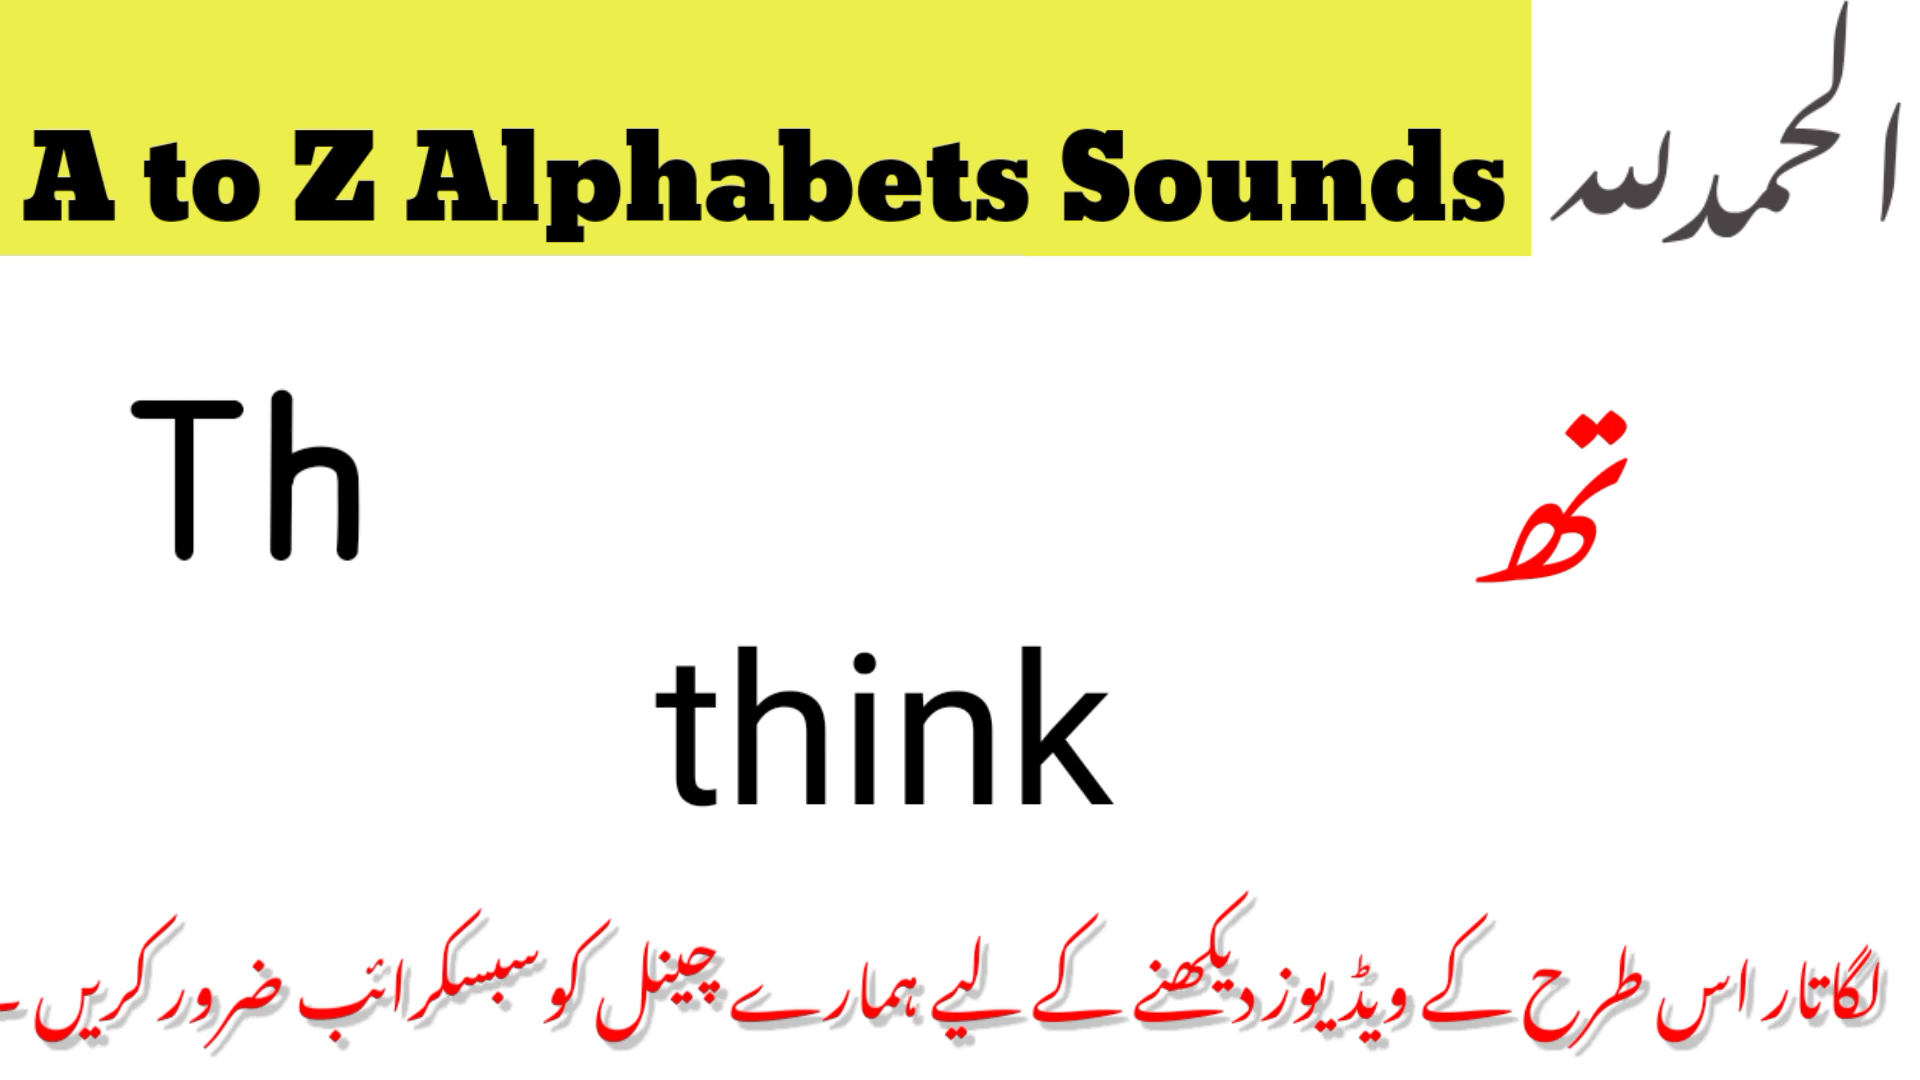 A to Z Alphabets Sounds
الحمدللہ
Th
تھ
think
لگاتار اس طرح کے ویڈیوز دیکھنے کے لیے ہمارے چینل کو سبسکرائب ضرور کریں ۔